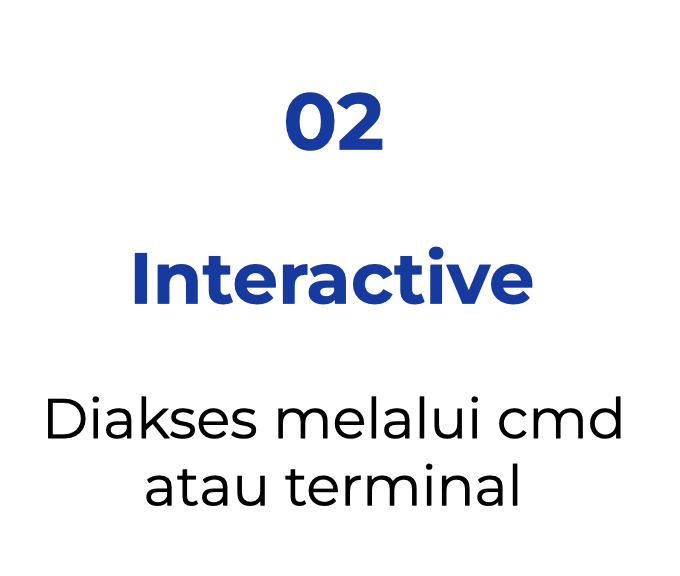 02
Interactive
Diakses melalui cmd
atau terminal